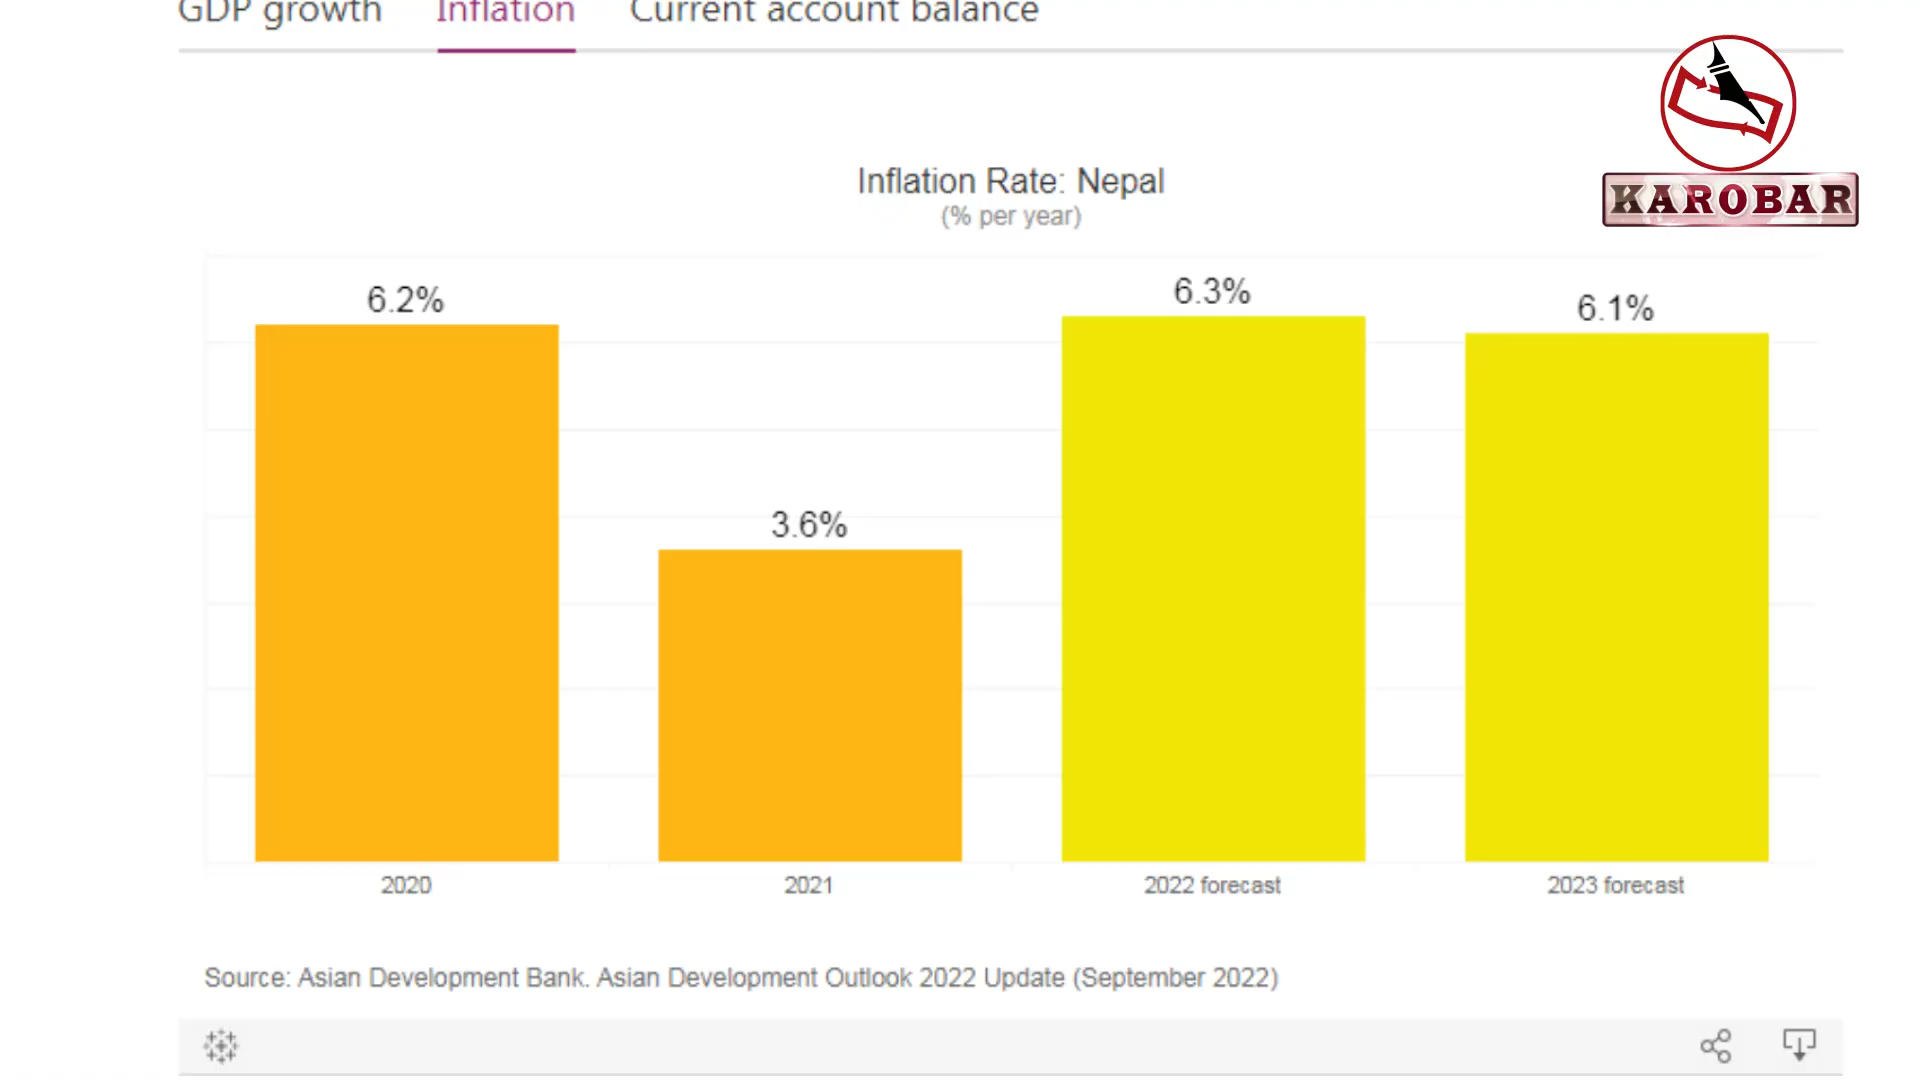 GDP growth Inflation Current account balance
KAROBAR
Inflation Rate: Nepal
(% per year)
6.2% 3.6% 6.3% 6.1%
2020 2021 2022 forecast 2023 forecast
Source: Asian Development Bank. Asian Development Outlook 2022 Update (September 2022)